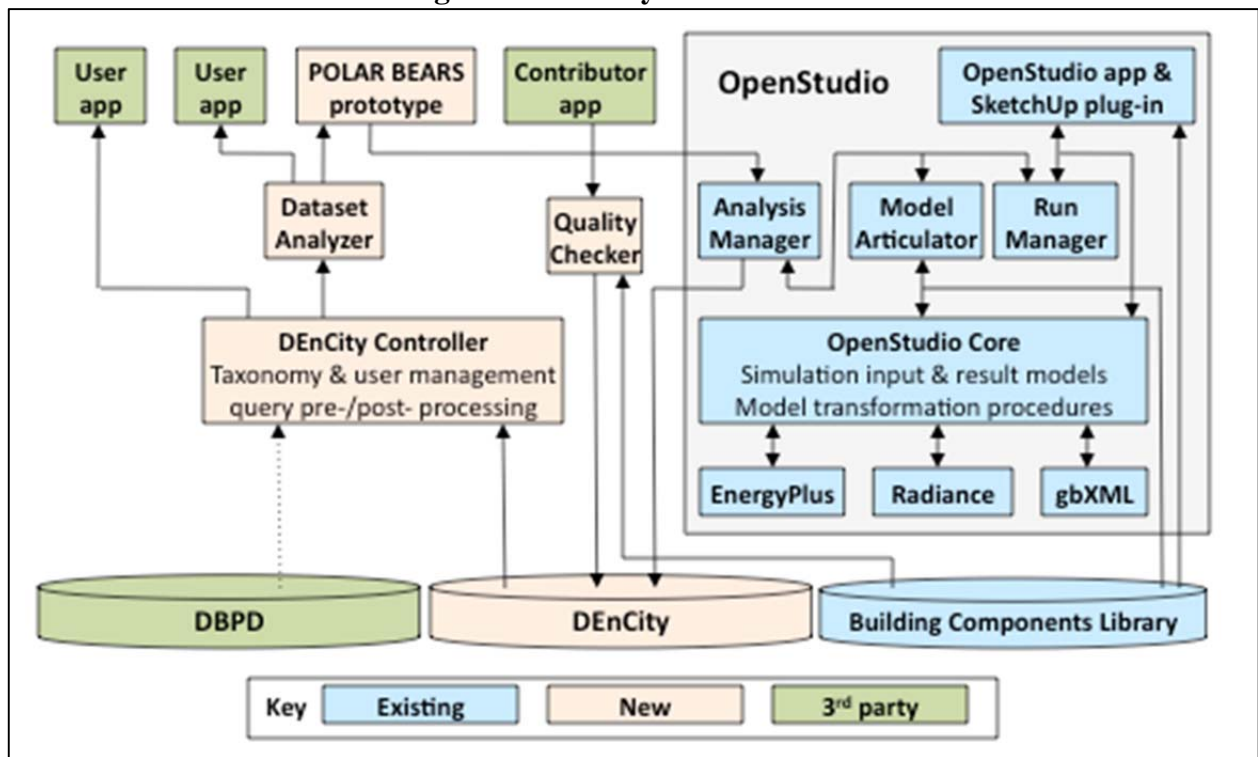 User
app
User
app
POLAR BEARS
prototype
Contributor
app
OpenStudio
OpenStudio app &
SketchUp plug-in
Dataset
Analyzer
Quality
Checker
Analysis
Manager
Model
Articulator
Run
Manager
DEnCity Controller
Taxonomy & user management
query pre-/post- processing
OpenStudio Core
Simulation input & result models
Model transformation procedures
EnergyPlus
Radiance
gbXML
DBPD
DEnCity
Building Components Library
Key
Existing
New
3rd party